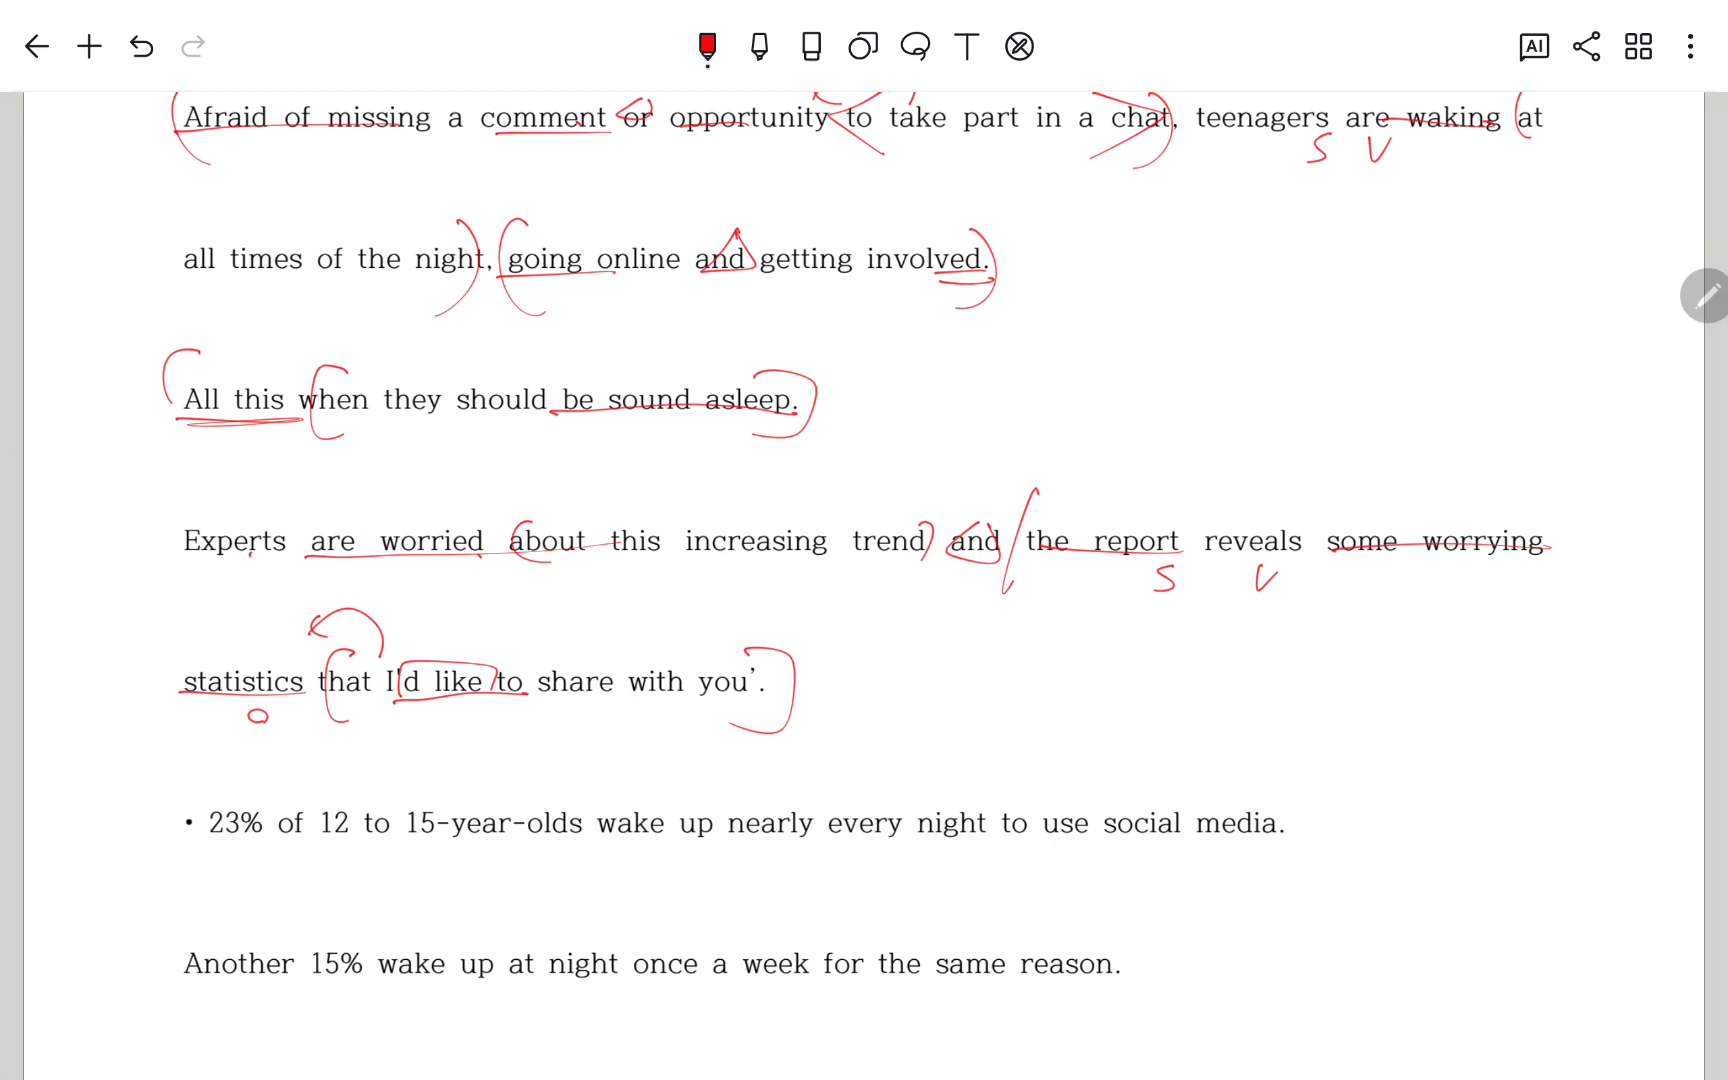 AI
Afraid of missing a comment or opportunity to take part in a chat, teenagers are waking at
S V
all times of the night, going online and getting involved.
All this when they should be sound asleep.
Experts are worried about this increasing trend and the report reveals some worrying
S V
statistics that I'd like to share with you’.
O
• 23% of 12 to 15-year-olds wake up nearly every night to use social media.
Another 15% wake up at night once a week for the same reason.